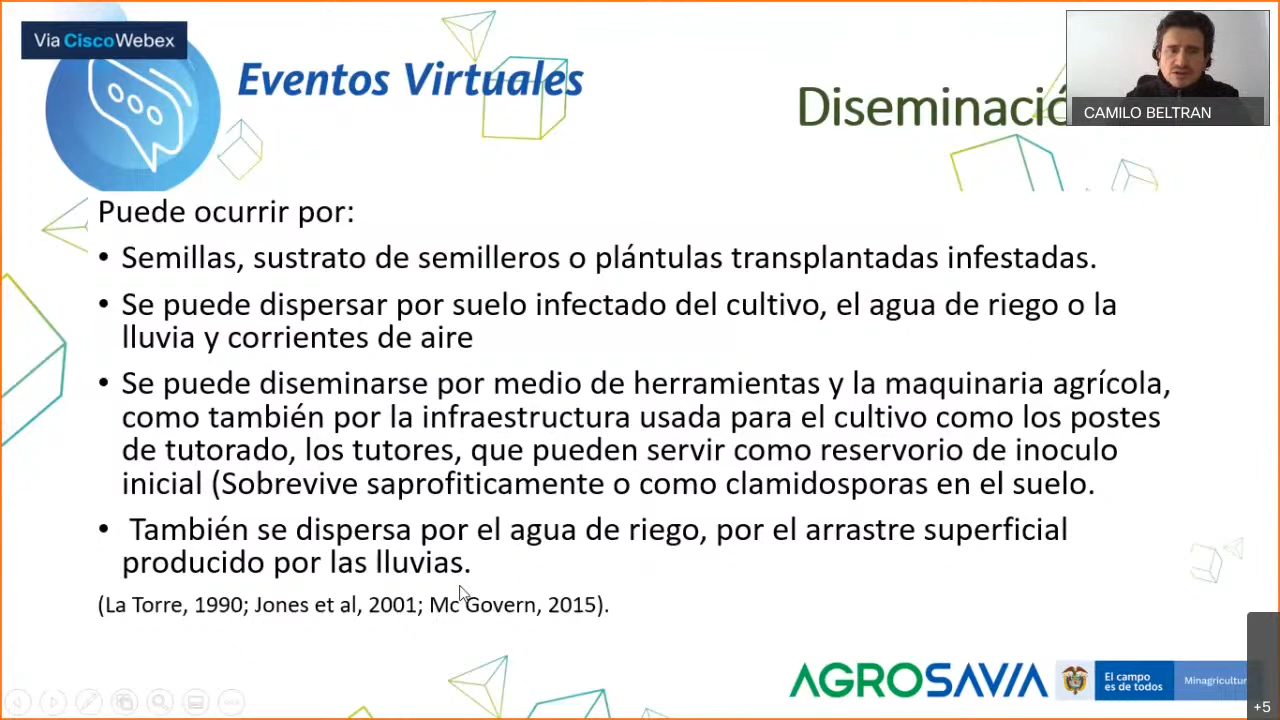 Via CiscoWebex
Eventos Virtuales
Diseminació
CAMILO BELTRAN
Puede ocurrir por:
• Semillas, sustrato de semilleros o plántulas transplantadas infestadas.
• Se puede dispersar por suelo infectado del cultivo, el agua de riego o la
lluvia y corrientes de aire
• Se puede diseminarse por medio de herramientas y la maquinaria agrícola,
como también por la infraestructura usada para el cultivo como los postes
de tutorado, los tutores, que pueden servir como reservorio de inoculo
inicial (Sobrevive saprofiticamente o como clamidosporas en el suelo.
• También se dispersa por el agua de riego, por el arrastre superficial
producido por las lluvias.
(La Torre, 1990; Jones et al, 2001; Mc Govern, 2015).
AGROSAVIA
El campo
es de todos
Minagricultur
+5